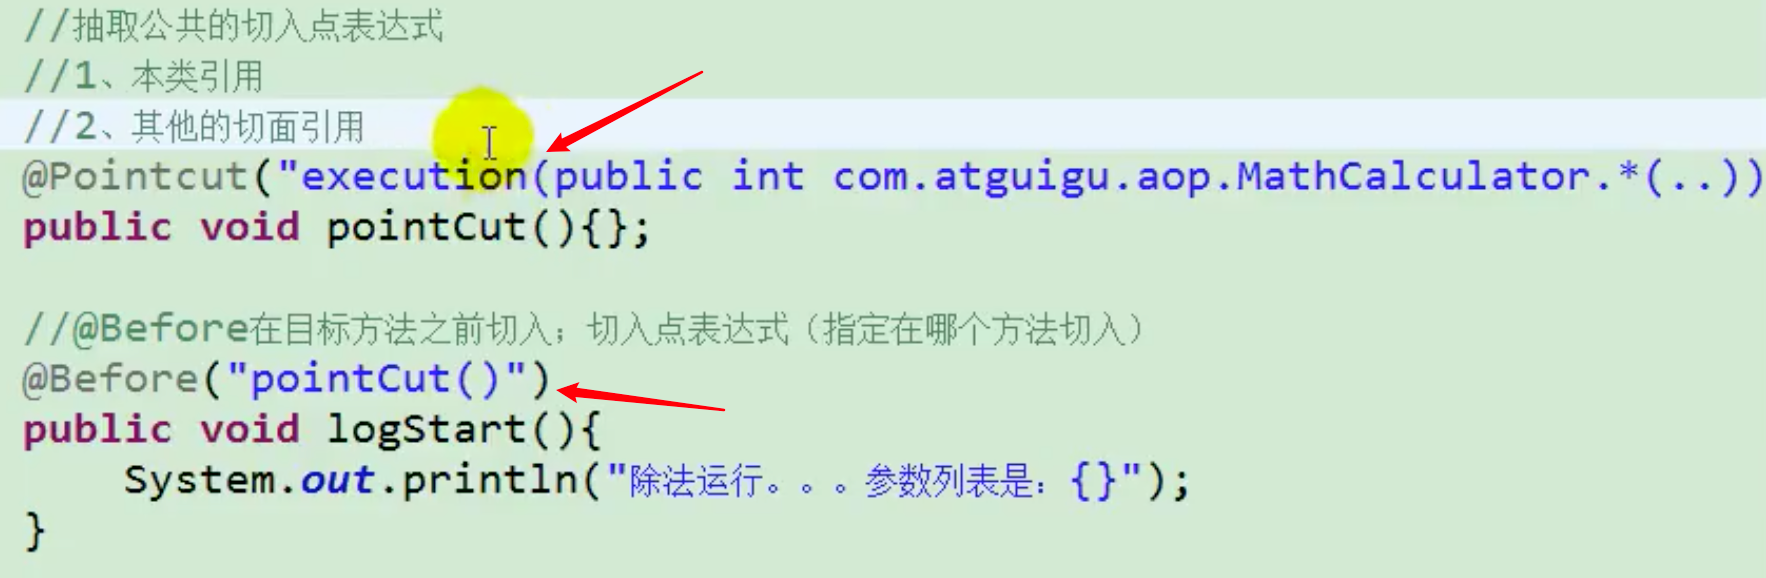 //抽取公共的切入点表达式
//1、本类引用
//2、其他的切面引用
@Pointcut("execution(public int com.atguigu.aop.MathCalculator.*(..))
public void pointCut(){};
//@Before在目标方法之前切入；切入点表达式（指定在哪个方法切入）
@Before("pointCut()")
public void logStart(){
System.out.println("除法运行。。。参数列表是：{}");
}